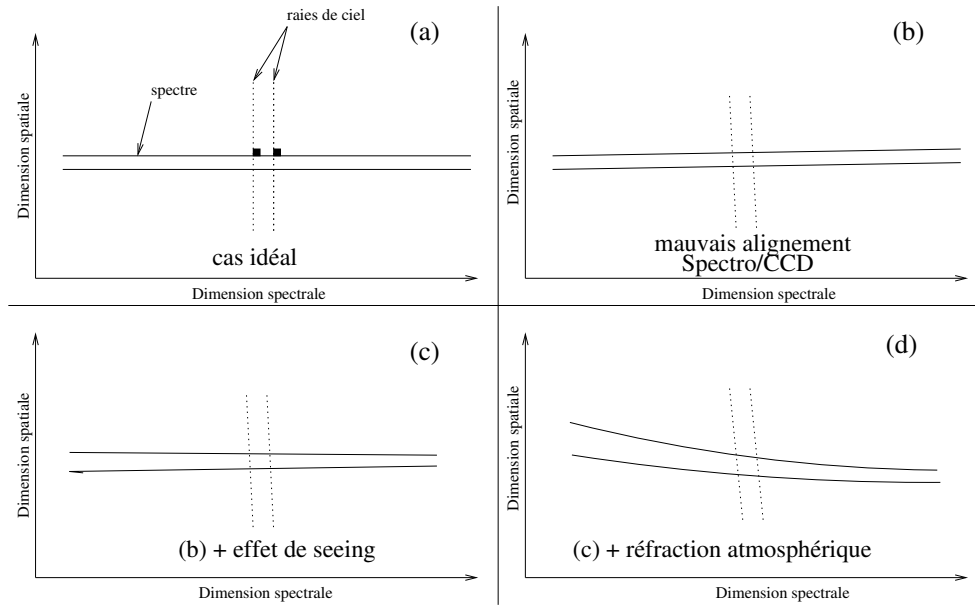 raies de ciel
(a)
spectre
Dimension spatiale
cas idéal
Dimension spectrale
(b)
Dimension spatiale
mauvais alignement
Spectro/CCD
Dimension spectrale
(c)
Dimension spatiale
(b) + effet de seeing
Dimension spectrale
(d)
Dimension spatiale
(c) + réfraction atmosphérique
Dimension spectrale